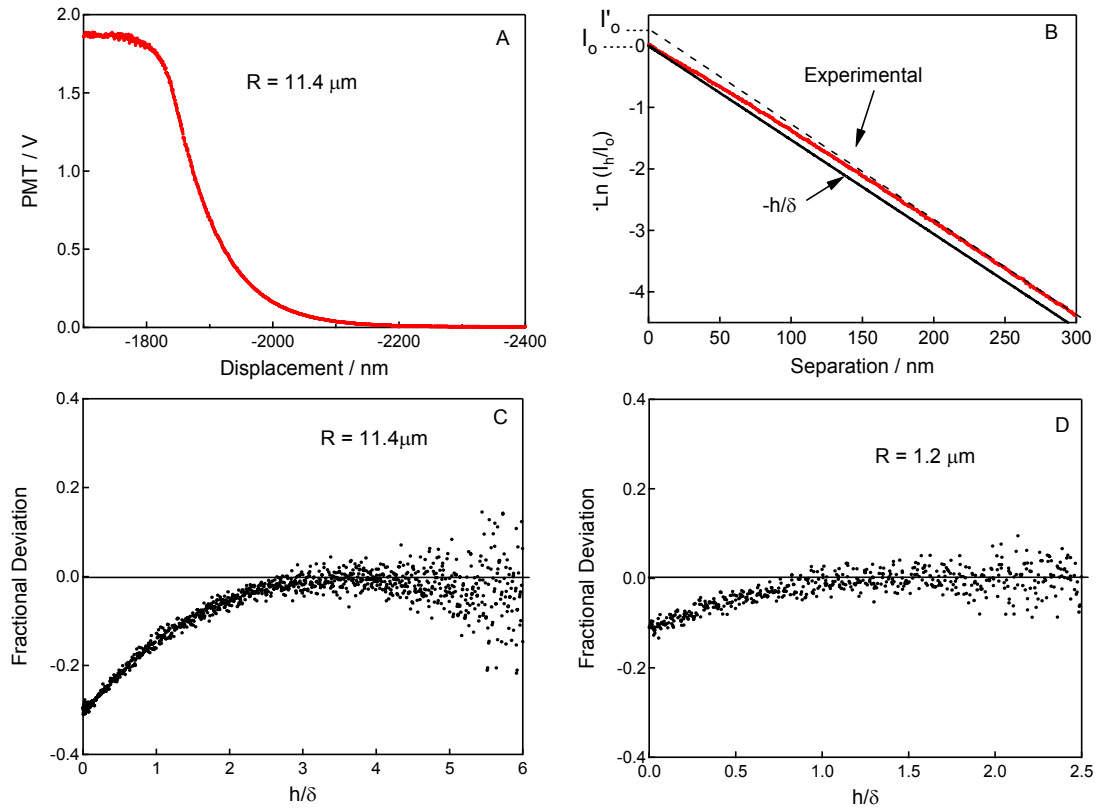 A
R = 11.4 μm
PMT / V
2.0
1.5
1.0
0.5
0.0
-1800
-2000
-2200
-2400
Displacement / nm
B
I'o
Io
Experimental
-h/δ
·Ln (Ih/Io)
0
-1
-2
-3
-4
0
50
100
150
200
250
300
Separation / nm
C
R = 11.4μm
Fractional Deviation
0.4
0.2
0.0
-0.2
-0.4
0
1
2
3
4
5
6
h/δ
D
R = 1.2 μm
Fractional Deviation
0.4
0.2
0.0
-0.2
-0.4
0.0
0.5
1.0
1.5
2.0
2.5
h/δ